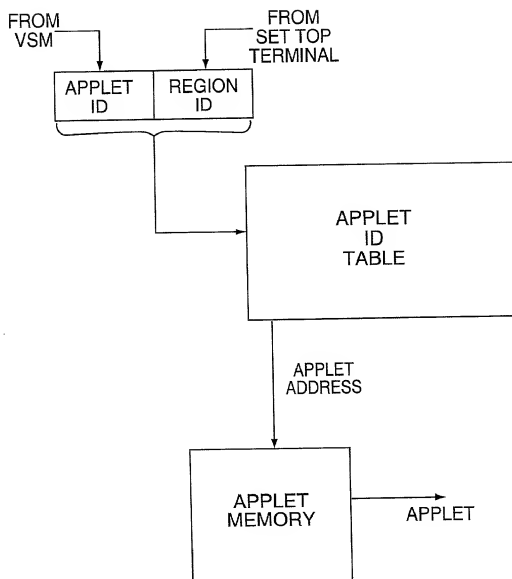 FROM
VSM
FROM
SET TOP
TERMINAL
APPLET
ID
REGION
ID
APPLET
ID
TABLE
APPLET
ADDRESS
APPLET
MEMORY
APPLET